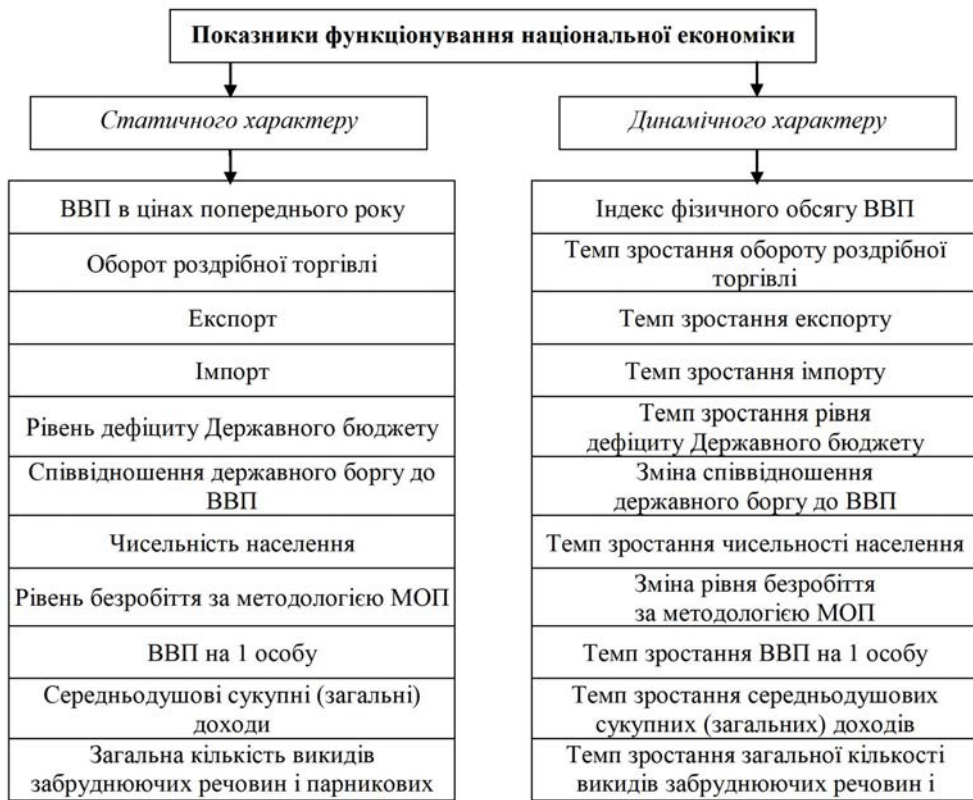 Показники функціонування національної економіки
Статичного характеру
ВВП в цінах попереднього року
Оборот роздрібної торгівлі
Експорт
Імпорт
Рівень дефіциту Державного бюджету
Співвідношення державного боргу до
ВВП
Чисельність населення
Рівень безробіття за методологією МОП
ВВП на 1 особу
Середньодушові сукупні (загальні)
доходи
Загальна кількість викидів
забруднюючих речовин і парникових
Динамічного характеру
Індекс фізичного обсягу ВВП
Темп зростання обороту роздрібної
торгівлі
Темп зростання експорту
Темп зростання імпорту
Темп зростання рівня
дефіциту Державного бюджету
Зміна співвідношення
державного боргу до ВВП
Темп зростання чисельності населення
Зміна рівня безробіття
за методологією МОП
Темп зростання ВВП на 1 особу
Темп зростання середньодушових
сукупних (загальних) доходів
Темп зростання загальної кількості
викидів забруднюючих речовин і